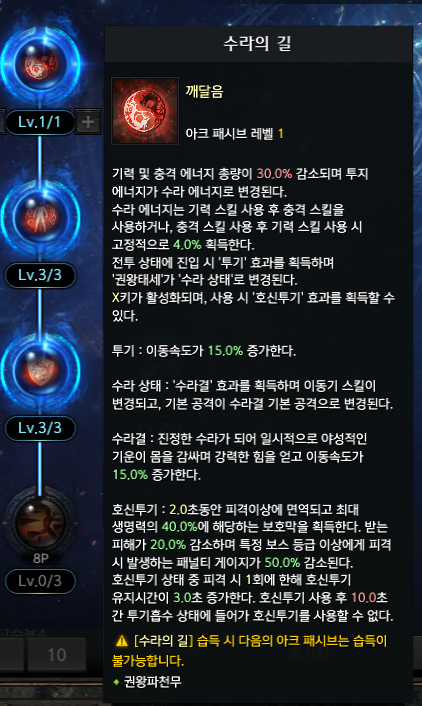 수라의 길
깨달음
Lv.1/1
아크 패시브 레벨 1
기력 및 충격 에너지 총량이 30.0% 감소되며 투지
에너지가 수라 에너지로 변경된다.
수라 에너지는 기력 스킬 사용 후 충격 스킬을
사용하거나, 충격 스킬 사용 후 기력 스킬 사용 시
고정적으로 4.0% 획득한다.
전투 상태에 진입 시 '투기' 효과를 획득하며
'권왕태세'가 '수라 상태'로 변경된다.
X키가 활성화되며, 사용 시 '호신투기' 효과를 획득할 수
있다.
Lv.3/3
투기 : 이동속도가 15.0% 증가한다.
수라 상태 : '수라결' 효과를 획득하며 이동기 스킬이
변경되고, 기본 공격이 수라결 기본 공격으로 변경된다.
Lv.3/3
수라결 : 진정한 수라가 되어 일시적으로 야성적인
기운이 몸을 감싸며 강력한 힘을 얻고 이동속도가
15.0% 증가한다.
호신투기 : 2.0초동안 피격이상에 면역되고 최대
생명력의 40.0%에 해당하는 보호막을 획득한다. 받는
피해가 20.0% 감소하며 특정 보스 등급 이상에게 피격
시 발생하는 패널티 게이지가 50.0% 감소된다.
호신투기 상태 중 피격 시 1회에 한해 호신투기
유지시간이 3.0초 증가한다. 호신투기 사용 후 10.0초
간 투기흡수 상태에 들어가 호신투기를 사용할 수 없다.
8P
Lv.0/3
[수라의 길] 습득 시 다음의 아크 패시브는 습득이
불가능합니다.
권왕파천무
10